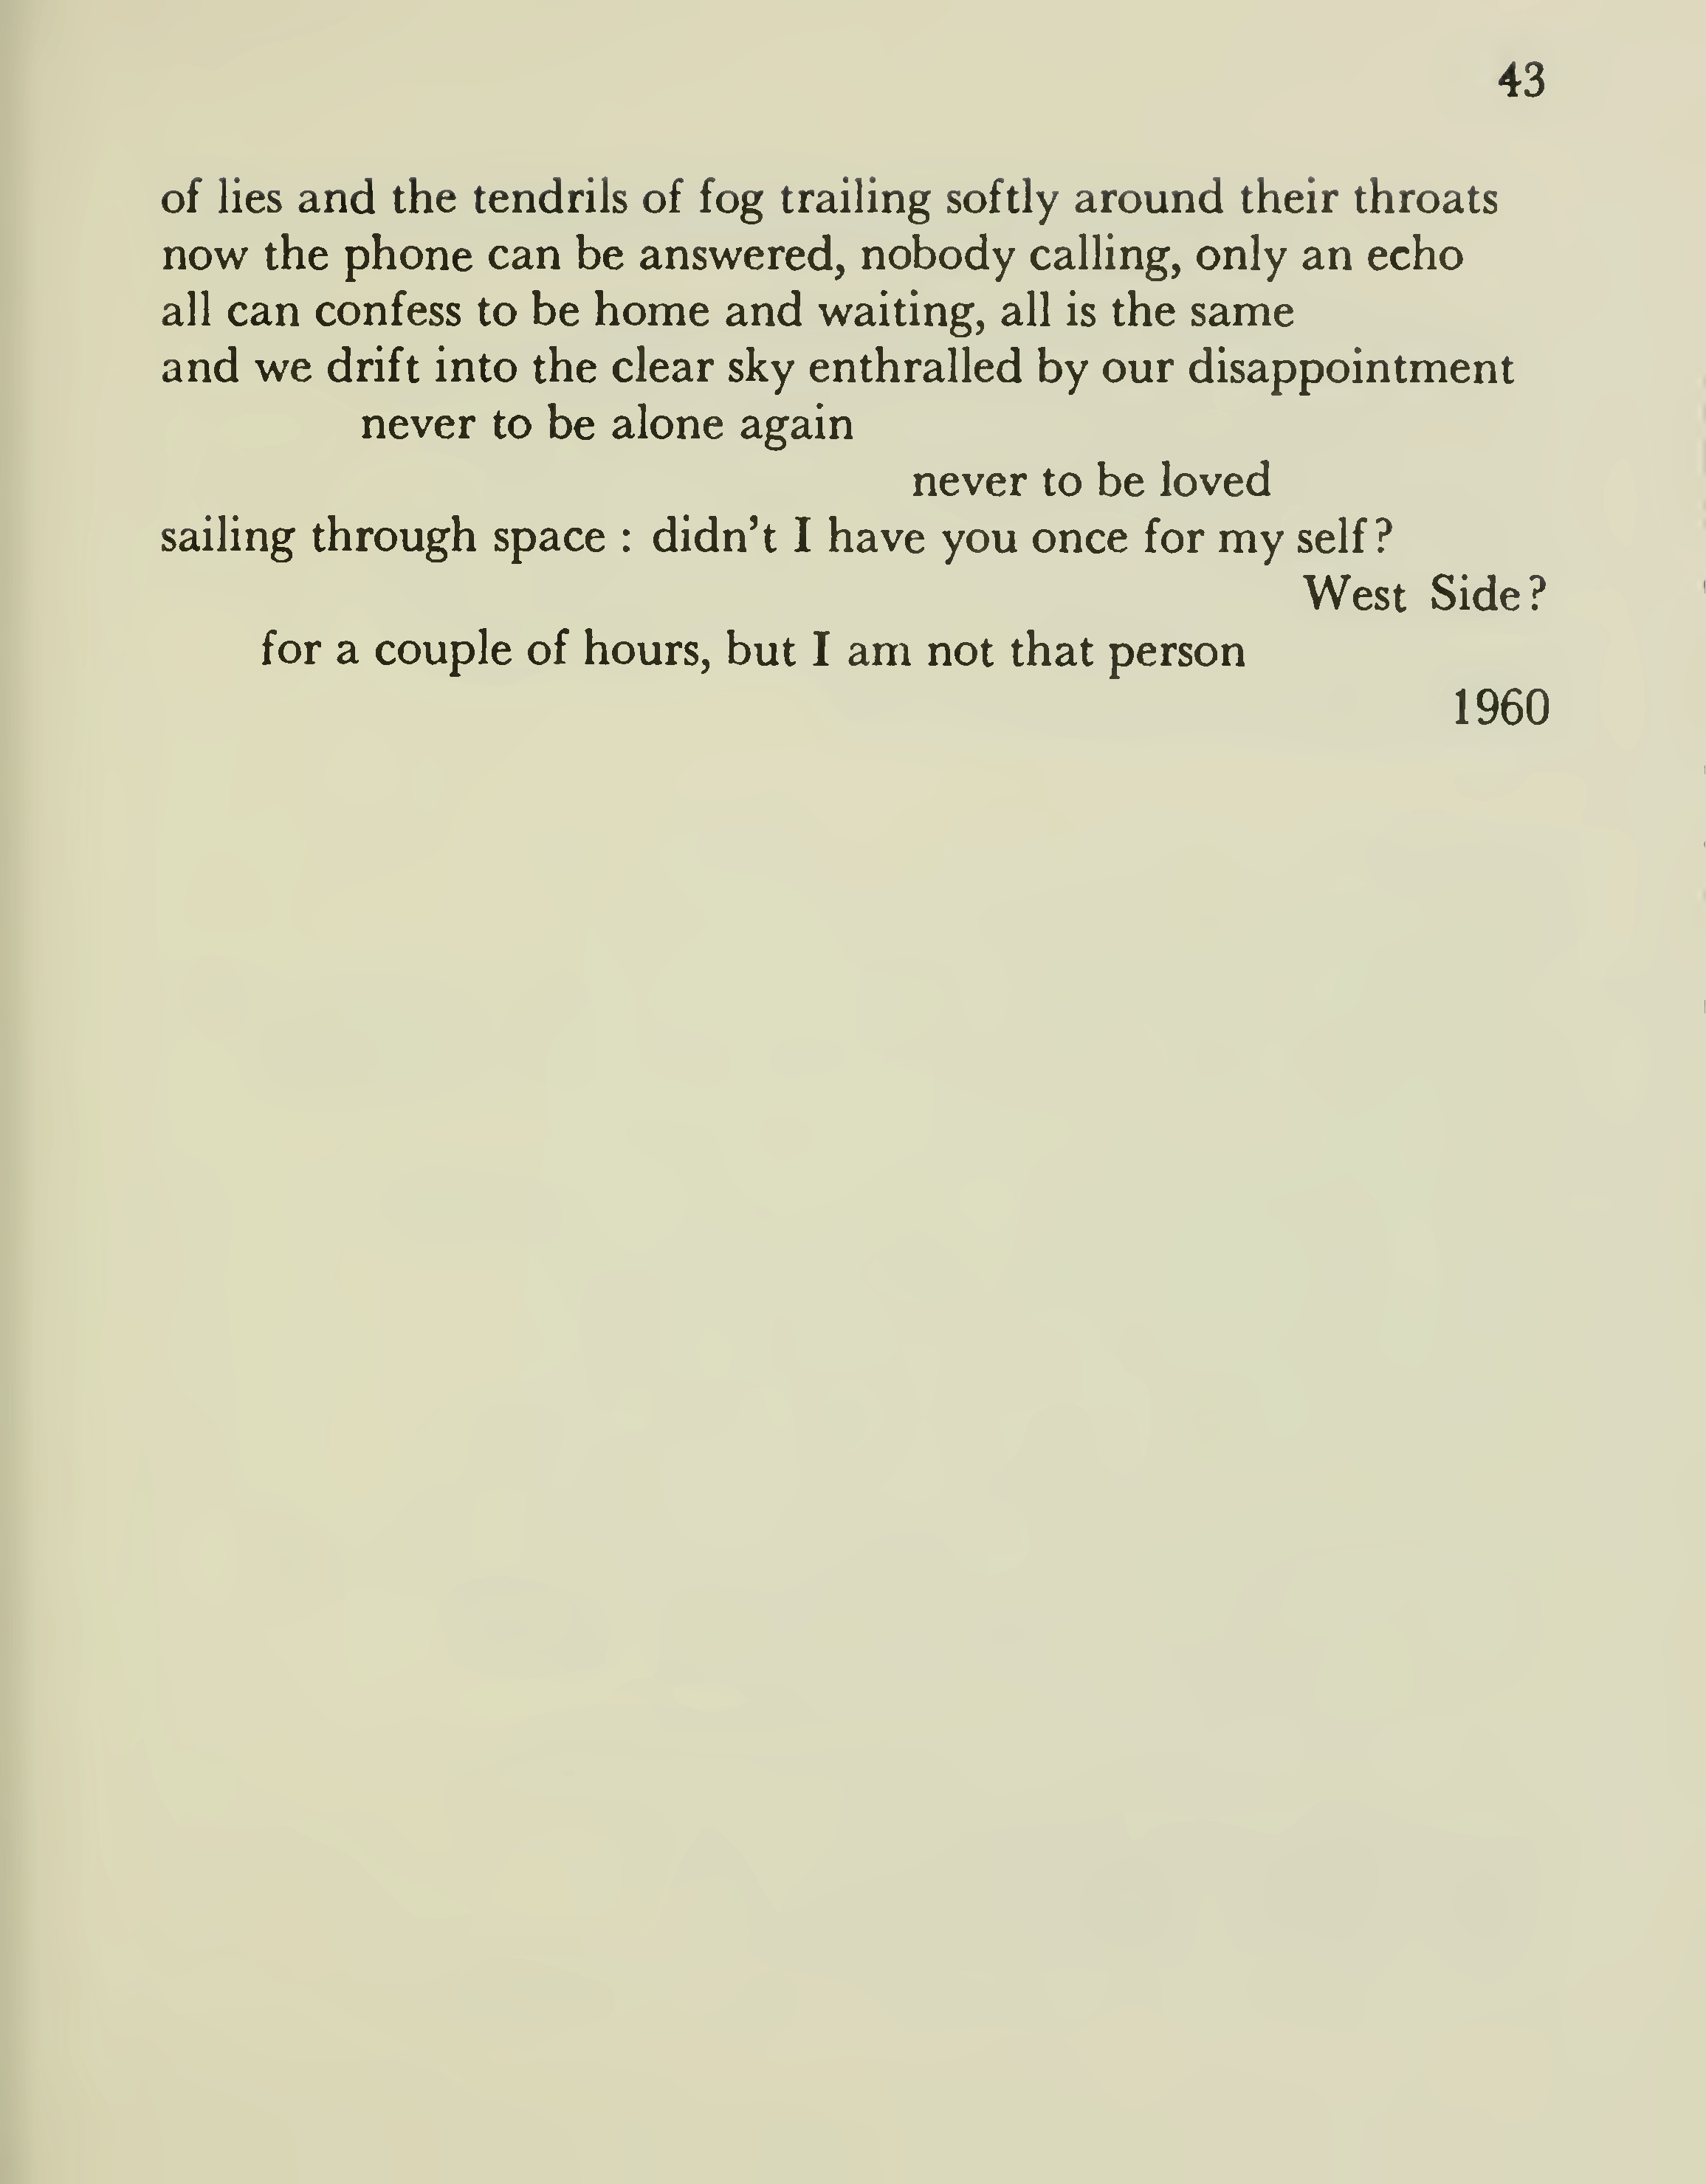 43
of lies and the tendrils of fog trailing softly around their throats
now the phone can be answered, nobody calling, only an echo
all can confess to be home and waiting, all is the same
and we drift into the clear sky enthralled by our disappointment
never to be alone again
never to be loved
sailing through space : didn't I have you once for my self?
West Side?
for a couple of hours, but I am not that person
1960